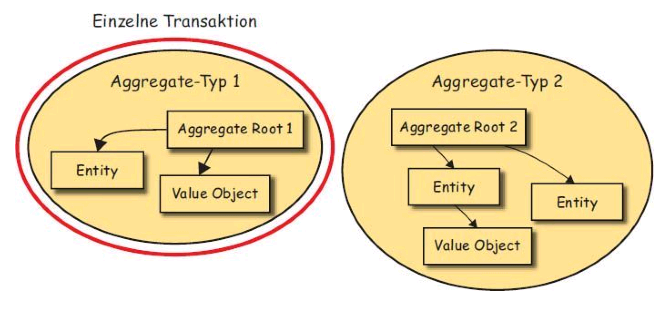 Einzelne Transaktion
Aggregate-Typ 1
Aggregate Root 1
Entity
Value Object
Aggregate-Typ 2
Aggregate Root 2
Entity
Entity
Value Object